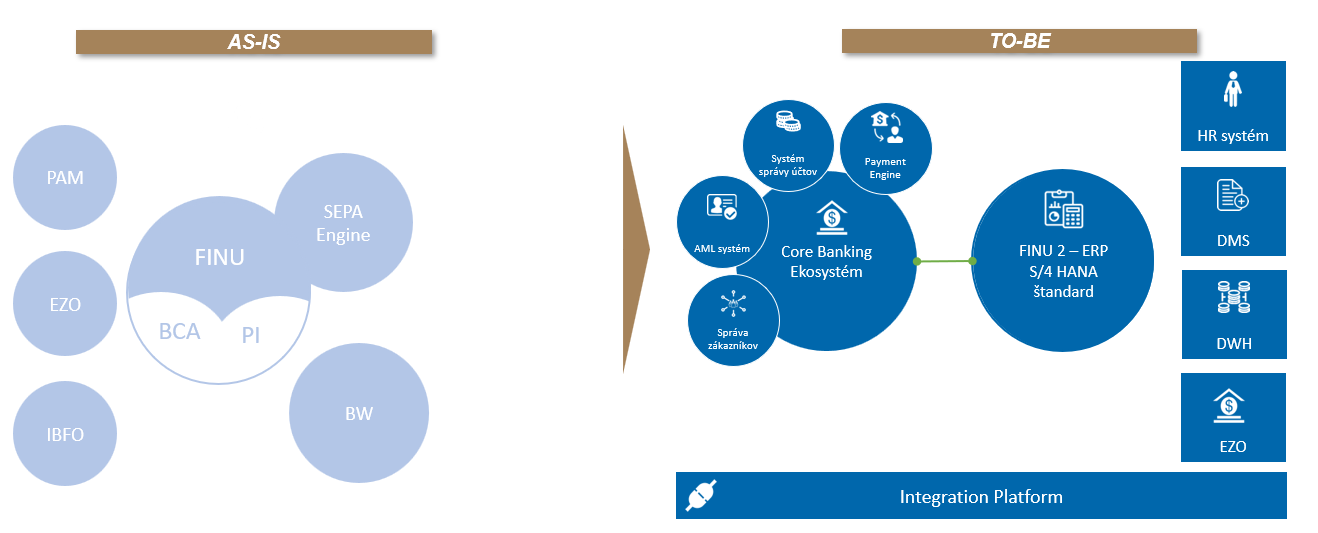 AS-IS
PAM
EZO
IBFO
FINU
BCA
PI
SEPA
Engine
BW
TO-BE
Systém
správy účtov
Payment
Engine
AML systém
Core Banking
Ekosystém
Správa
zákazníkov
FINU 2 – ERP
S/4 HANA
štandard
HR systém
DMS
DWH
EZO
Integration Platform